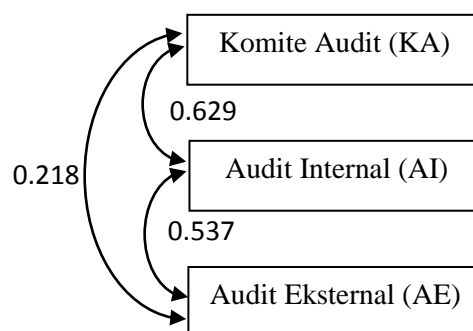 Komite Audit (KA)
0.629
0.218
Audit Internal (AI)
0.537
Audit Eksternal (AE)